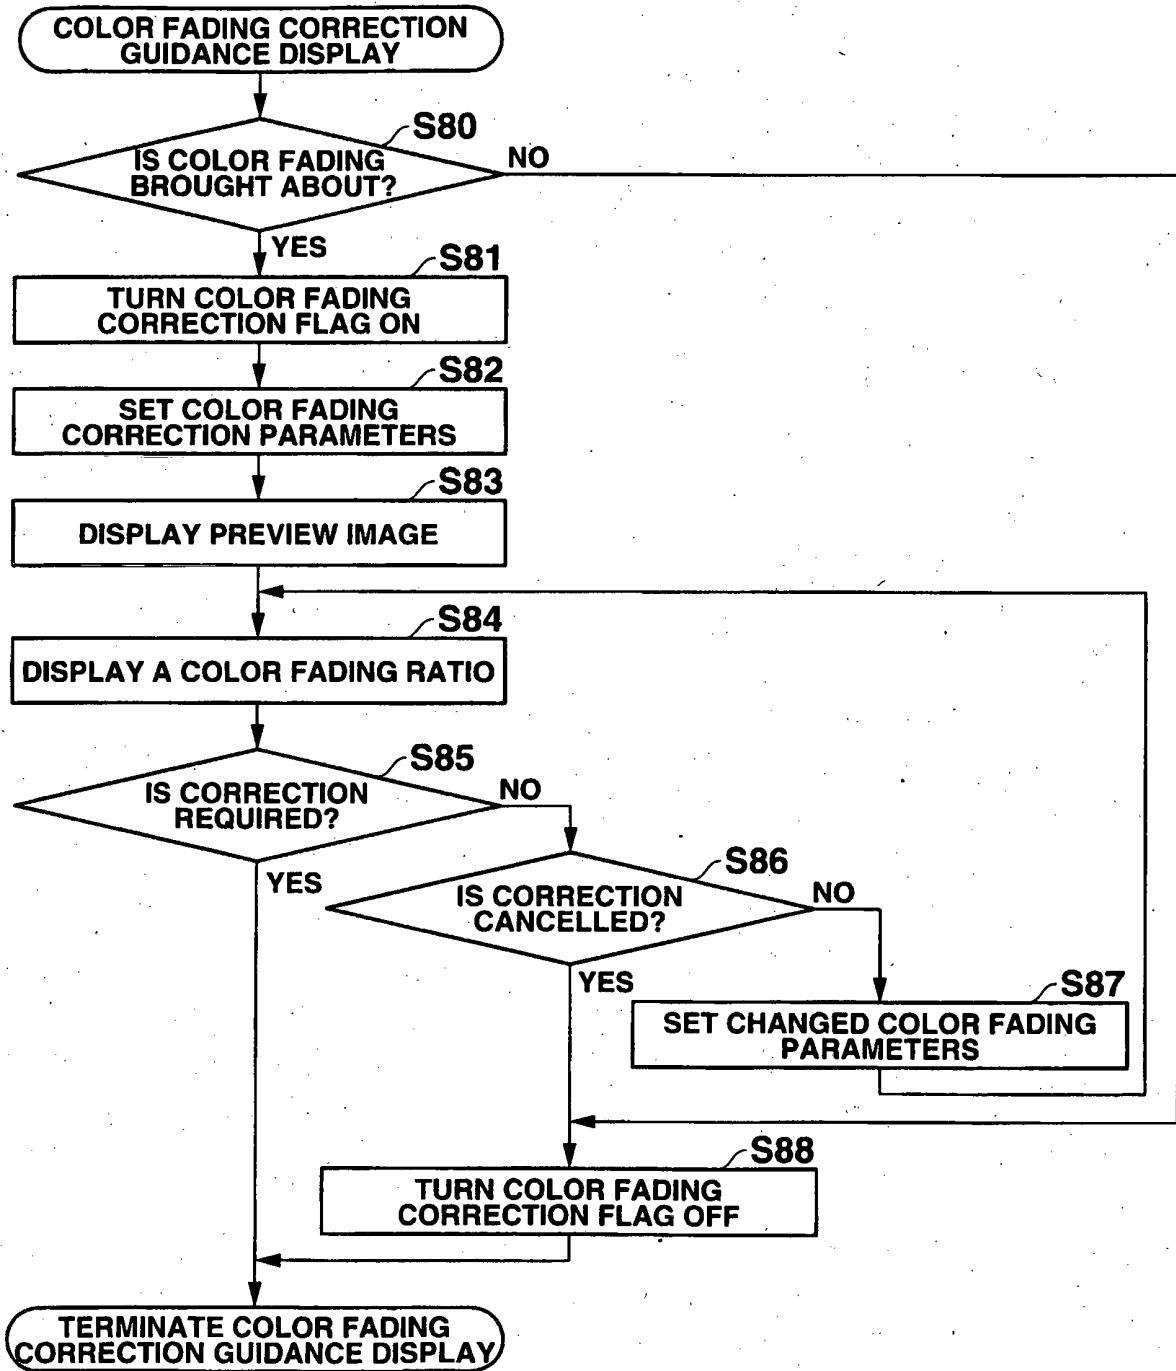 COLOR FADING CORRECTION
GUIDANCE DISPLAY
S80
IS COLOR FADING
BROUGHT ABOUT?
NO
YES
S81
TURN COLOR FADING
CORRECTION FLAG ON
S82
SET COLOR FADING
CORRECTION PARAMETERS
S83
DISPLAY PREVIEW IMAGE
S84
DISPLAY A COLOR FADING RATIO
S85
IS CORRECTION
REQUIRED?
NO
YES
S86
IS CORRECTION
CANCELLED?
NO
YES
S87
SET CHANGED COLOR FADING
PARAMETERS
S88
TURN COLOR FADING
CORRECTION FLAG OFF
TERMINATE COLOR FADING
CORRECTION GUIDANCE DISPLAY